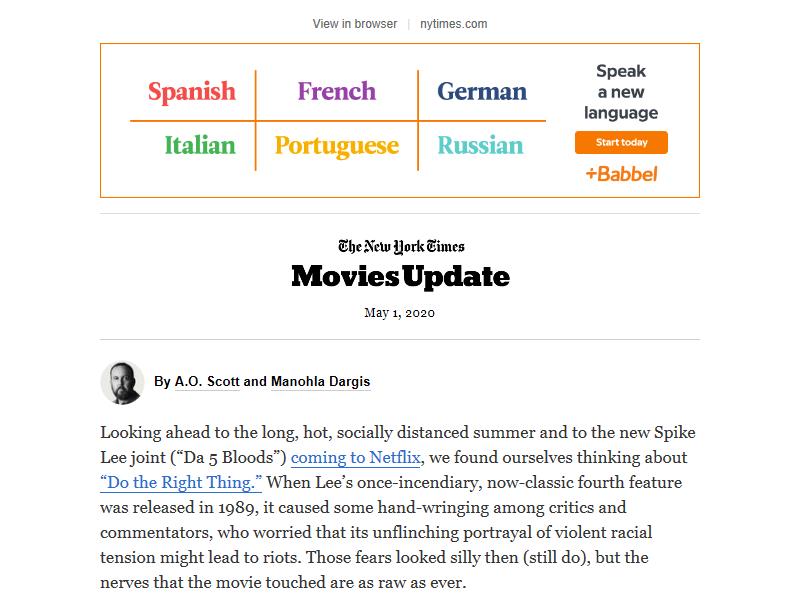 View in browser | nytimes.com
Spanish French German
Italian Portuguese Russian
Speak
a new
language
Start today
+Babbel
The New York Times
Movies Update
May 1, 2020
By A.O. Scott and Manohla Dargis
Looking ahead to the long, hot, socially distanced summer and to the new Spike
Lee joint (“Da 5 Bloods”) coming to Netflix, we found ourselves thinking about
“Do the Right Thing.” When Lee’s once-incendiary, now-classic fourth feature
was released in 1989, it caused some hand-wringing among critics and
commentators, who worried that its unflinching portrayal of violent racial
tension might lead to riots. Those fears looked silly then (still do), but the
nerves that the movie touched are as raw as ever.